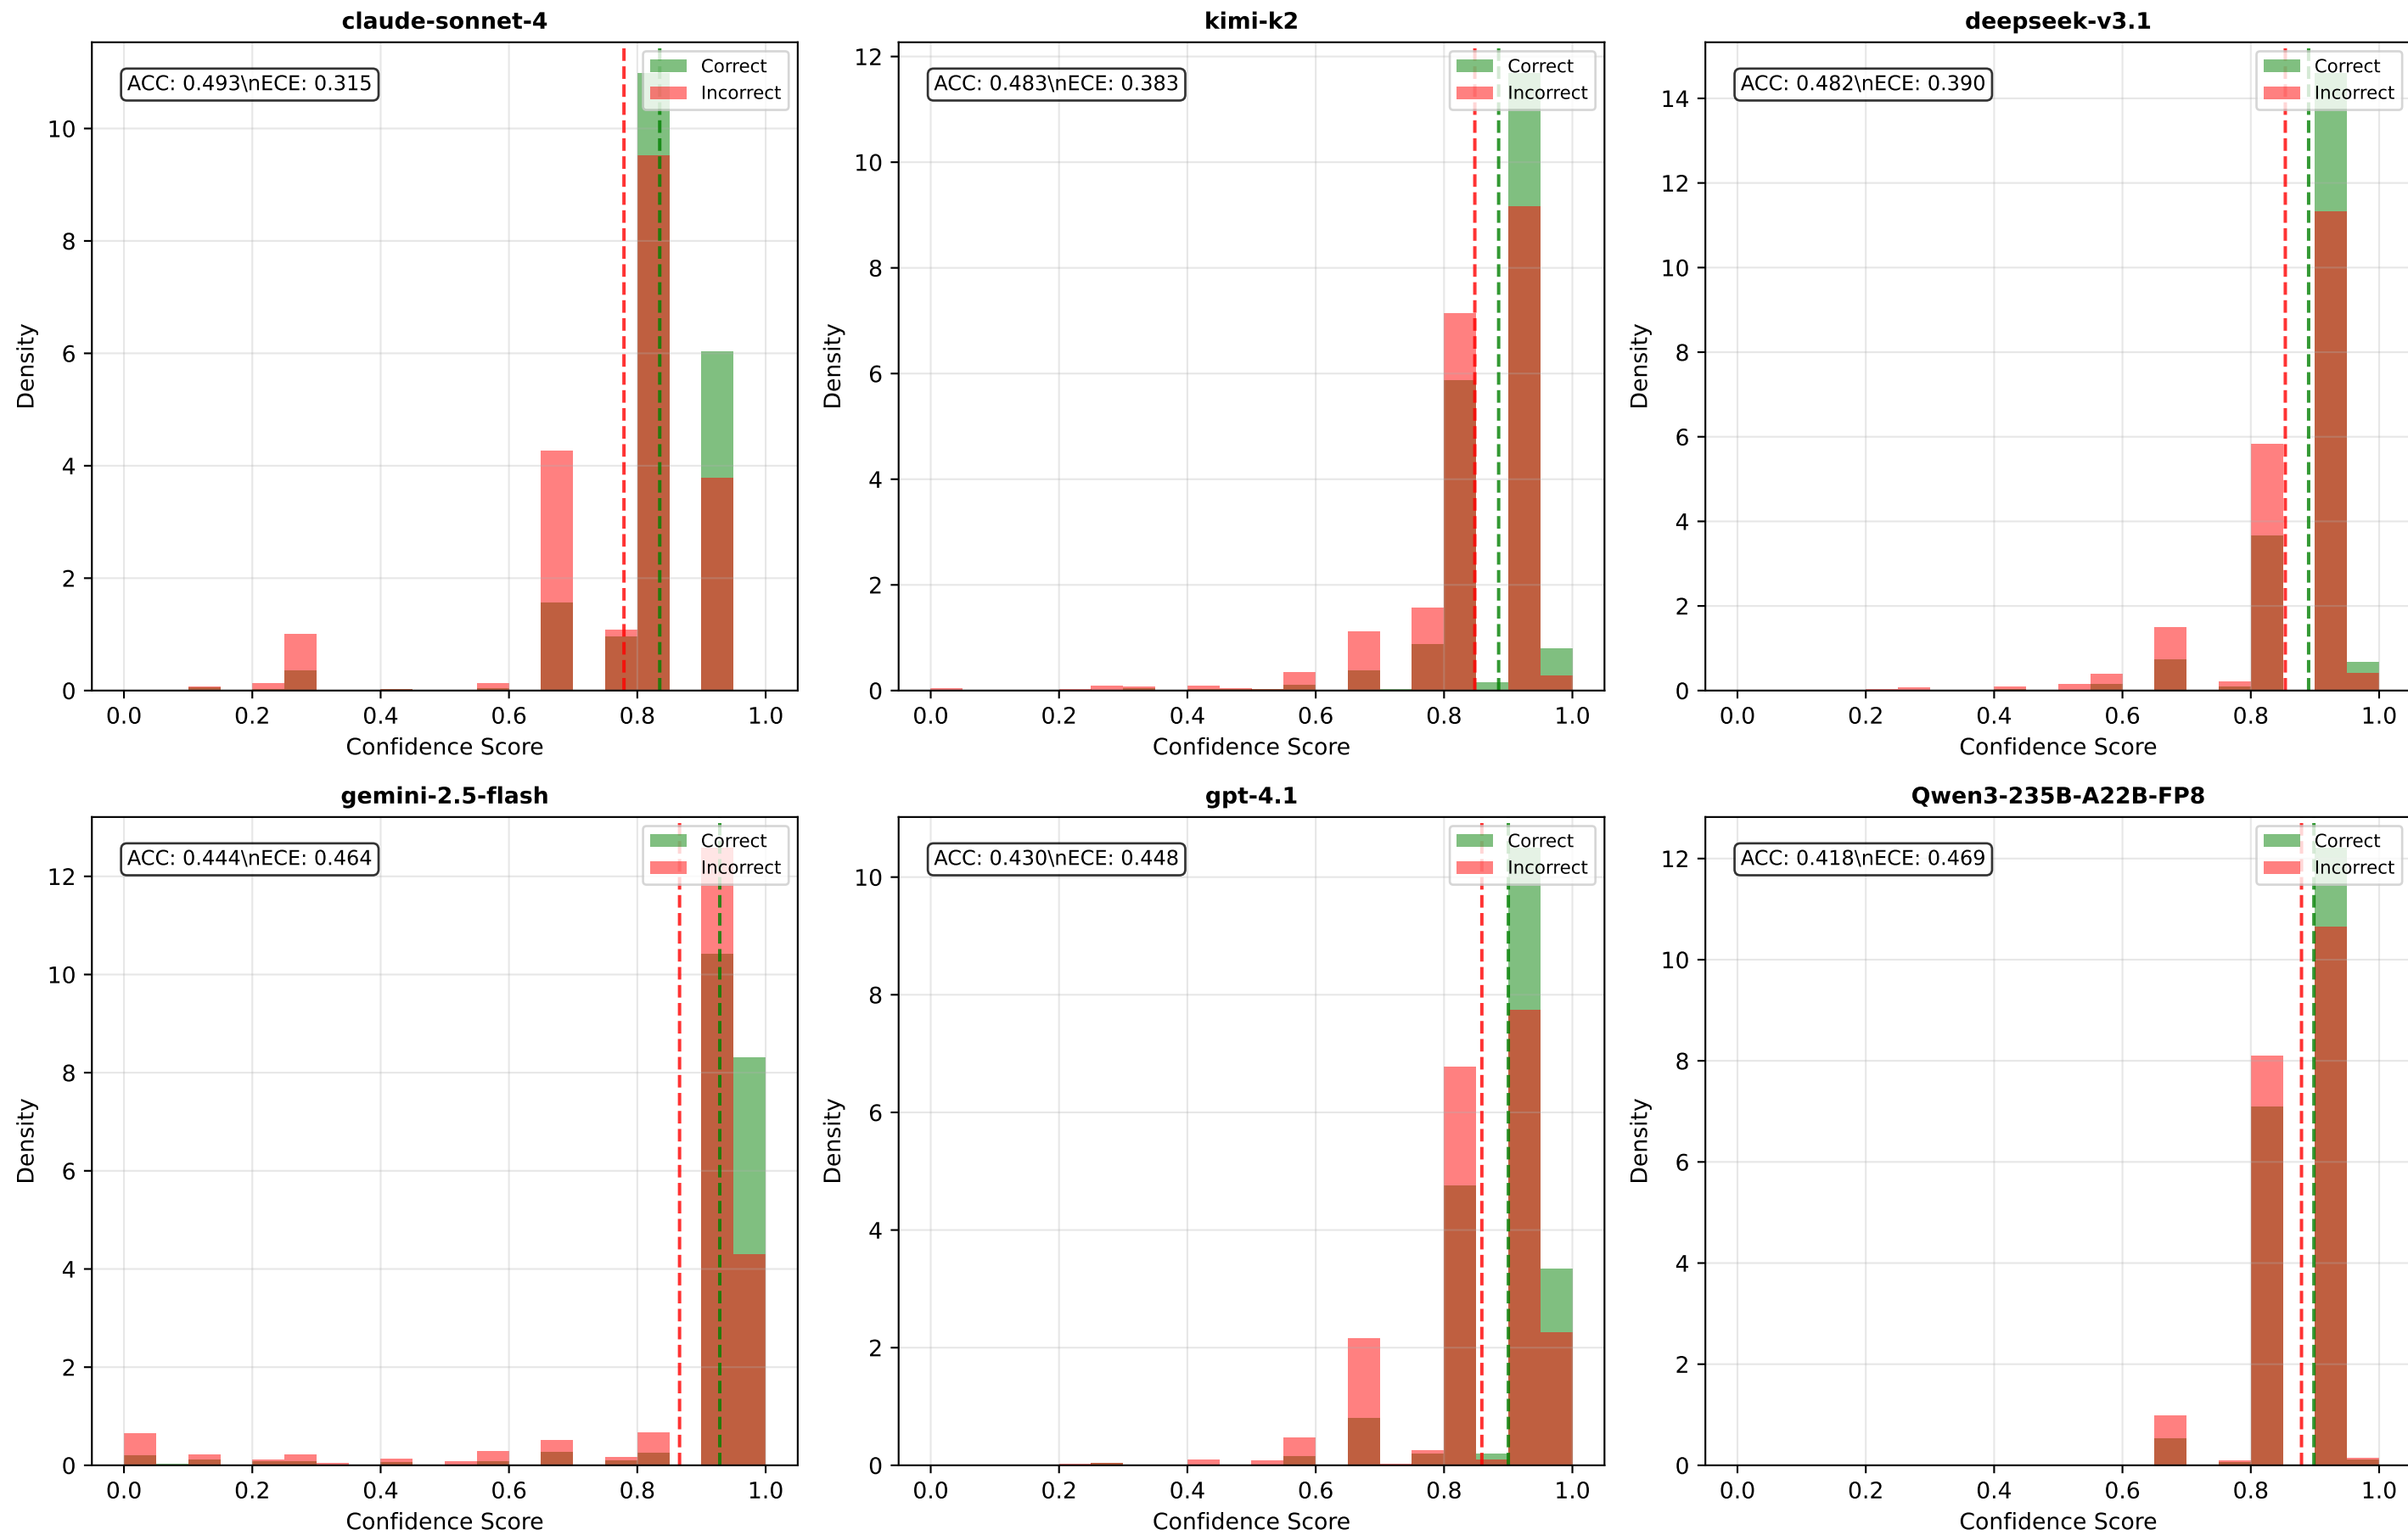 claude-sonnet-4
ACC: 0.493\nECE: 0.315
Correct
Incorrect
Density
10
8
6
4
2
0
0.0 0.2 0.4 0.6 0.8 1.0
Confidence Score
kimi-k2
ACC: 0.483\nECE: 0.383
Correct
Incorrect
Density
12
10
8
6
4
2
0
0.0 0.2 0.4 0.6 0.8 1.0
Confidence Score
deepseek-v3.1
ACC: 0.482\nECE: 0.390
Correct
Incorrect
Density
14
12
10
8
6
4
2
0
0.0 0.2 0.4 0.6 0.8 1.0
Confidence Score
gemini-2.5-flash
ACC: 0.444\nECE: 0.464
Correct
Incorrect
Density
12
10
8
6
4
2
0
0.0 0.2 0.4 0.6 0.8 1.0
Confidence Score
gpt-4.1
ACC: 0.430\nECE: 0.448
Correct
Incorrect
Density
10
8
6
4
2
0
0.0 0.2 0.4 0.6 0.8 1.0
Confidence Score
Qwen3-235B-A22B-FP8
ACC: 0.418\nECE: 0.469
Correct
Incorrect
Density
12
10
8
6
4
2
0
0.0 0.2 0.4 0.6 0.8 1.0
Confidence Score